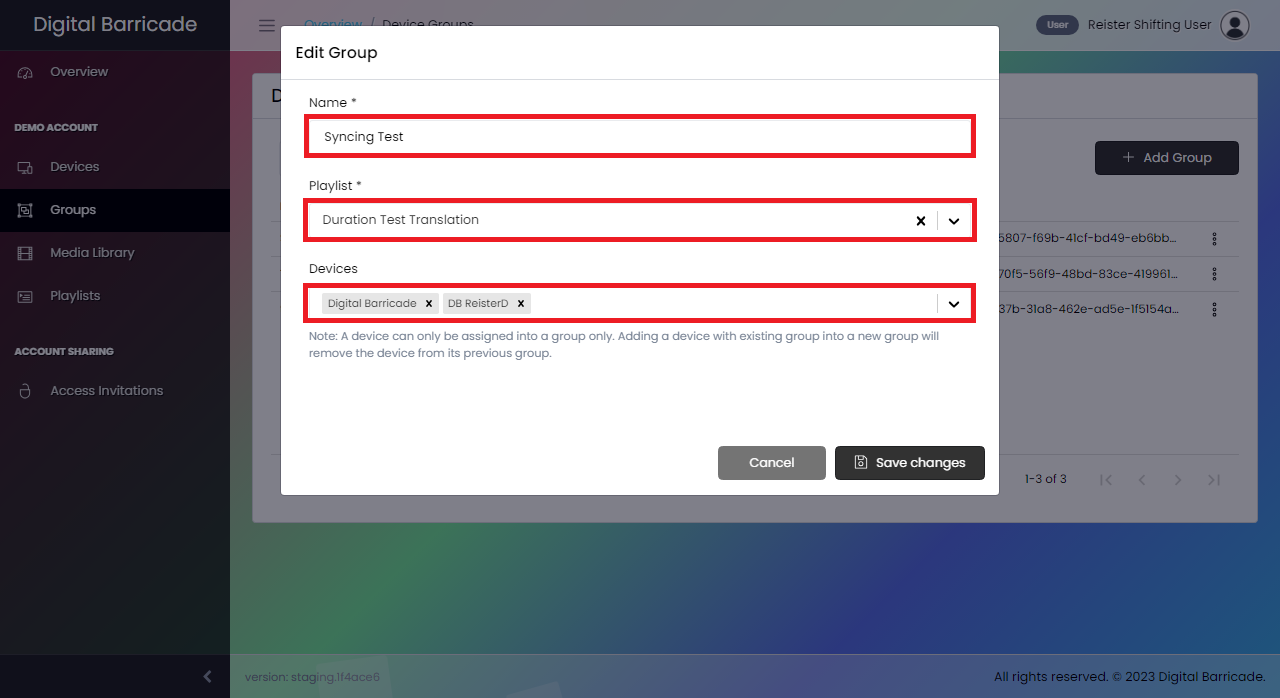 Digital Barricade
Overview / Device Groups
User Reister Shifting User
Overview
DEMO ACCOUNT
Devices
Groups
Media Library
Playlists
ACCOUNT SHARING
Access Invitations
Edit Group
Name *
Syncing Test
Playlist *
Duration Test Translation
Devices
Digital Barricade DB ReisterD
Note: A device can only be assigned into a group only. Adding a device with existing group into a new group will
remove the device from its previous group.
Cancel Save changes
D
Add Group
5807-f69b-41cf-bd49-eb6bb...
70f5-56f9-48bd-83ce-419961...
37b-31a8-462e-ad5e-1f5154a...
1-3 of 3
version: staging.1f4ace6
All rights reserved. © 2023 Digital Barricade.